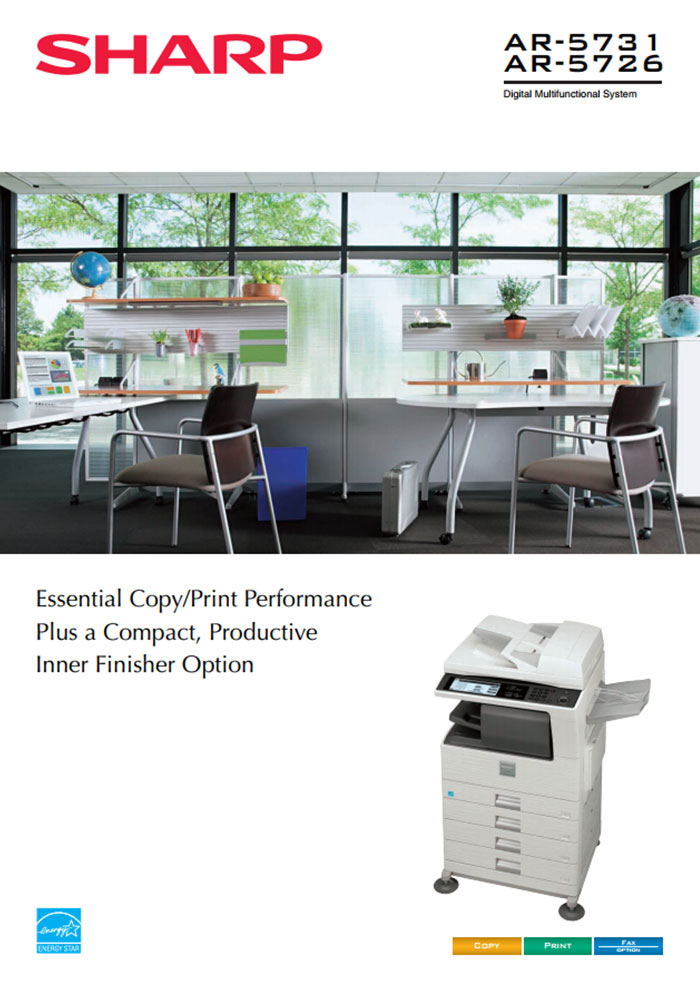 SHARP
AR-5731
AR-5726
Digital Multifunctional System
Essential Copy/Print Performance
Plus a Compact, Productive
Inner Finisher Option
energy
ENERGY STAR
COPY
PRINT
FAX
OPTION